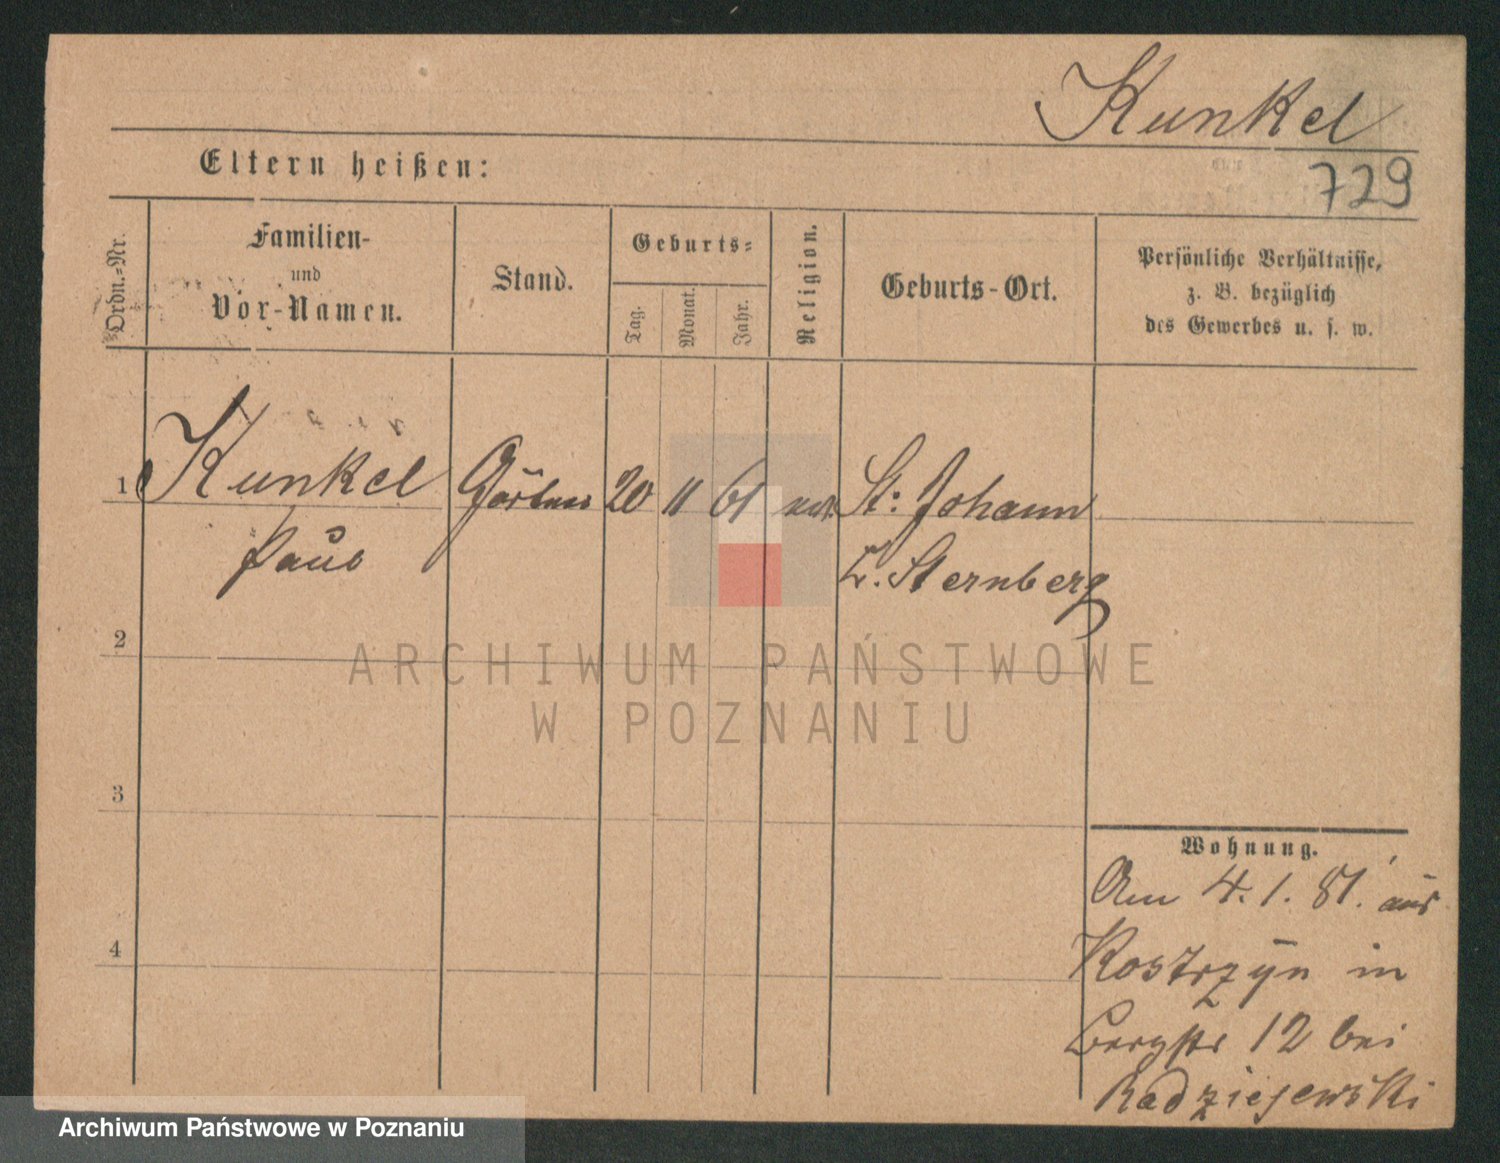 Kunkel
Eltern heißen:
729
Ordn.-Nr.
Familien-
und
Vor-Namen.
Stand.
Geburts-
Tag.
Monat.
Jahr.
Religion.
Geburts-Ort.
Persönliche Verhältnisse,
z. B. bezüglich
des Gewerbes u. s. w.
1 Kunkel 20 11 61 St: Johann
Paul Z. Sternberg
2
3
4
Wohnung.
Am 4. 1. 81. aus
Kostrzyn in
Bergstr 12 bei
Radziejewski
ARCHIWUM PAŃSTWOWE
W POZNANIU
Archiwum Państwowe w Poznaniu